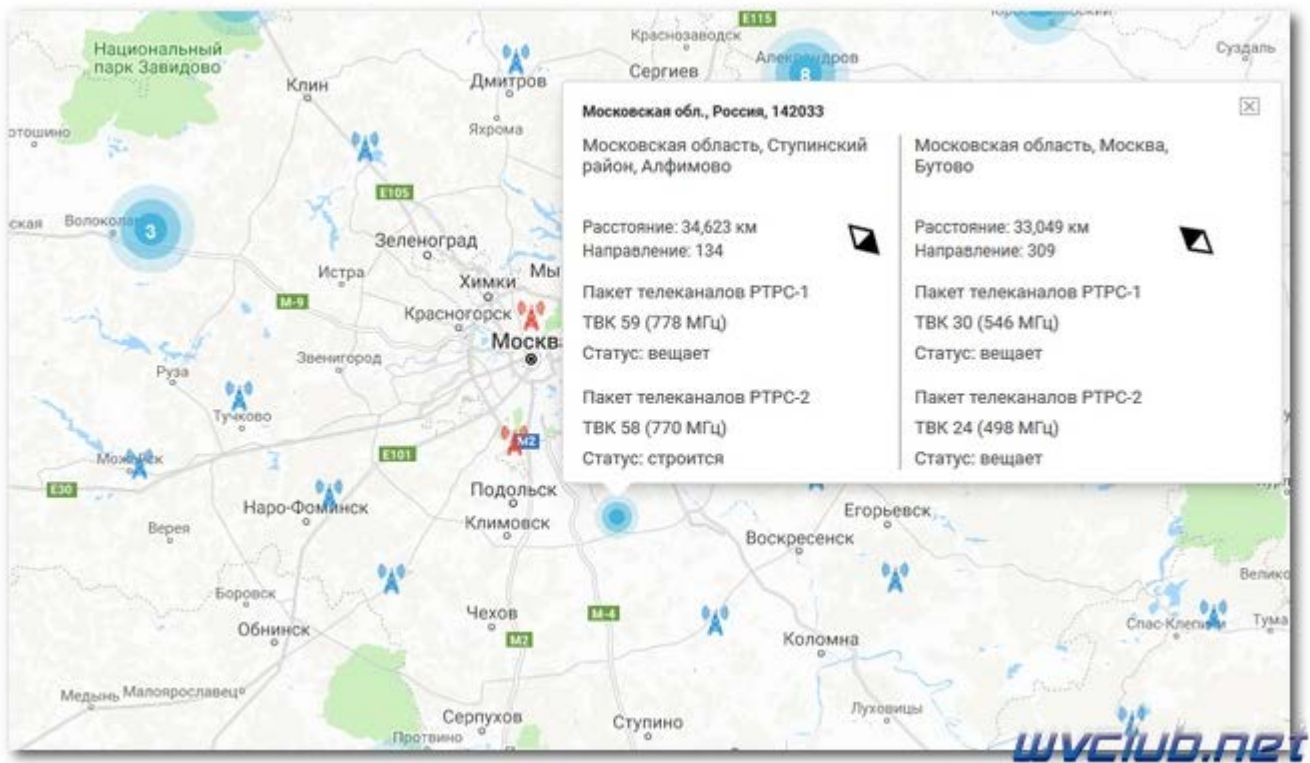 E115
Национальный
парк Завидово
Клин
Дмитров
Яхрома
Краснозаводск
Сергиев
Александров
8
Суздаль
E105
3
Зеленоград
Истра
Химки
Мы
M-9
Красногорск
Москв
Звенигород
Руза
Тучково
E101
M2
E30
Наро-Фоминск
Подольск
Климовск
Верея
Боровск
Обнинск
Чехов
M-4
M2
Медынь
Малоярославец
Серпухов
Протвино
Ступино
Егорьевск
Воскресенск
Коломна
Луховицы
Тума
Московская обл., Россия, 142033
Московская область, Ступинский
район, Алфимово
Расстояние: 34,623 км
Направление: 134
Пакет телеканалов РТРС-1
ТВК 59 (778 МГц)
Статус: вещает
Пакет телеканалов РТРС-2
ТВК 58 (770 МГц)
Статус: строится
Московская область, Москва,
Бутово
Расстояние: 33,049 км
Направление: 309
Пакет телеканалов РТРС-1
ТВК 30 (546 МГц)
Статус: вещает
Пакет телеканалов РТРС-2
ТВК 24 (498 МГц)
Статус: вещает
wvclub.net